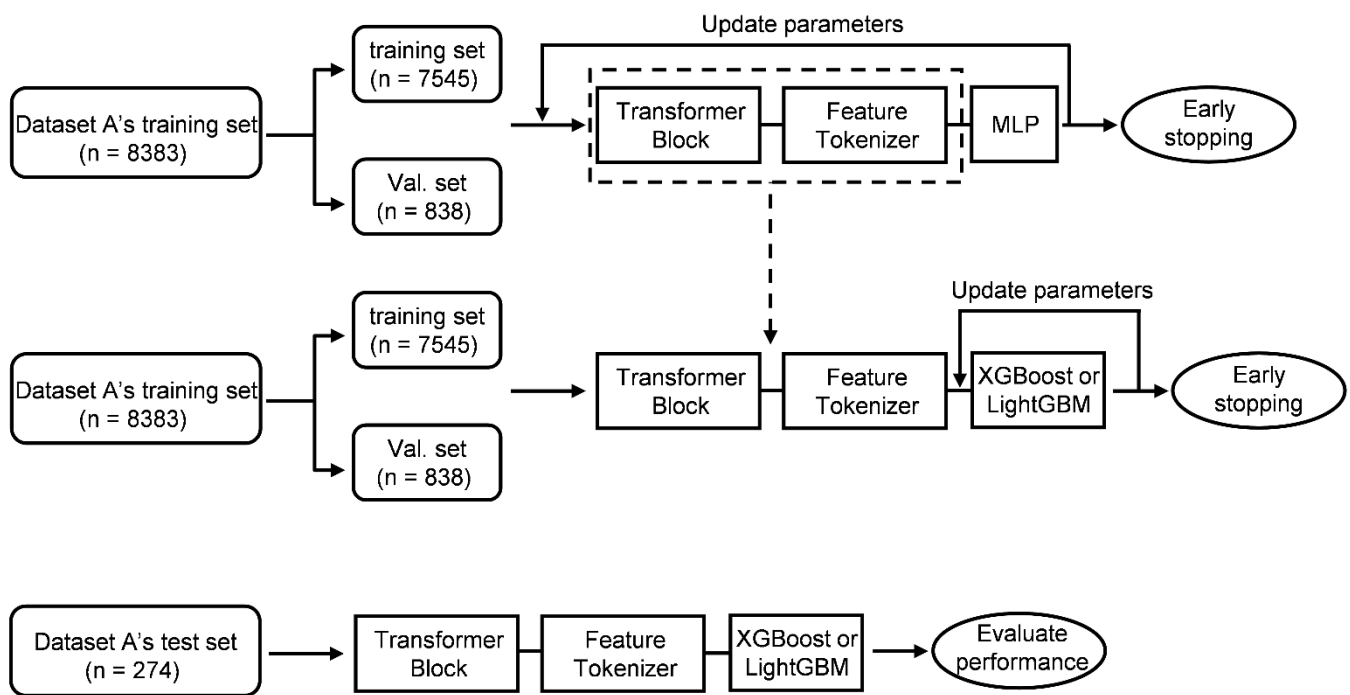 Update parameters
training set
(n = 7545)
Dataset A's training set
(n = 8383)
Val. set
(n = 838)
Transformer
Block
Feature
Tokenizer
MLP
Early
stopping
Update parameters
training set
(n = 7545)
Dataset A's training set
(n = 8383)
Val. set
(n = 838)
Transformer
Block
Feature
Tokenizer
XGBoost or
LightGBM
Early
stopping
Dataset A's test set
(n = 274)
Transformer
Block
Feature
Tokenizer
XGBoost or
LightGBM
Evaluate
performance